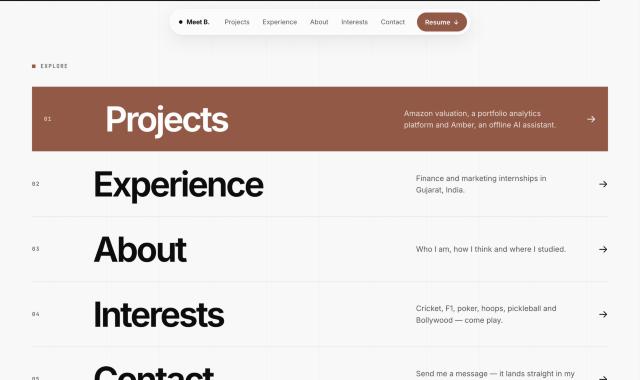 Meet B. Projects Experience About Interests Contact Resume ↓
EXPLORE
01 Projects Amazon valuation, a portfolio analytics
platform and Amber, an offline AI assistant. →
02 Experience Finance and marketing internships in
Gujarat, India. →
03 About Who I am, how I think and where I studied. →
04 Interests Cricket, F1, poker, hoops, pickleball and
Bollywood — come play. →
05 Contact Send me a message — it lands straight in my →